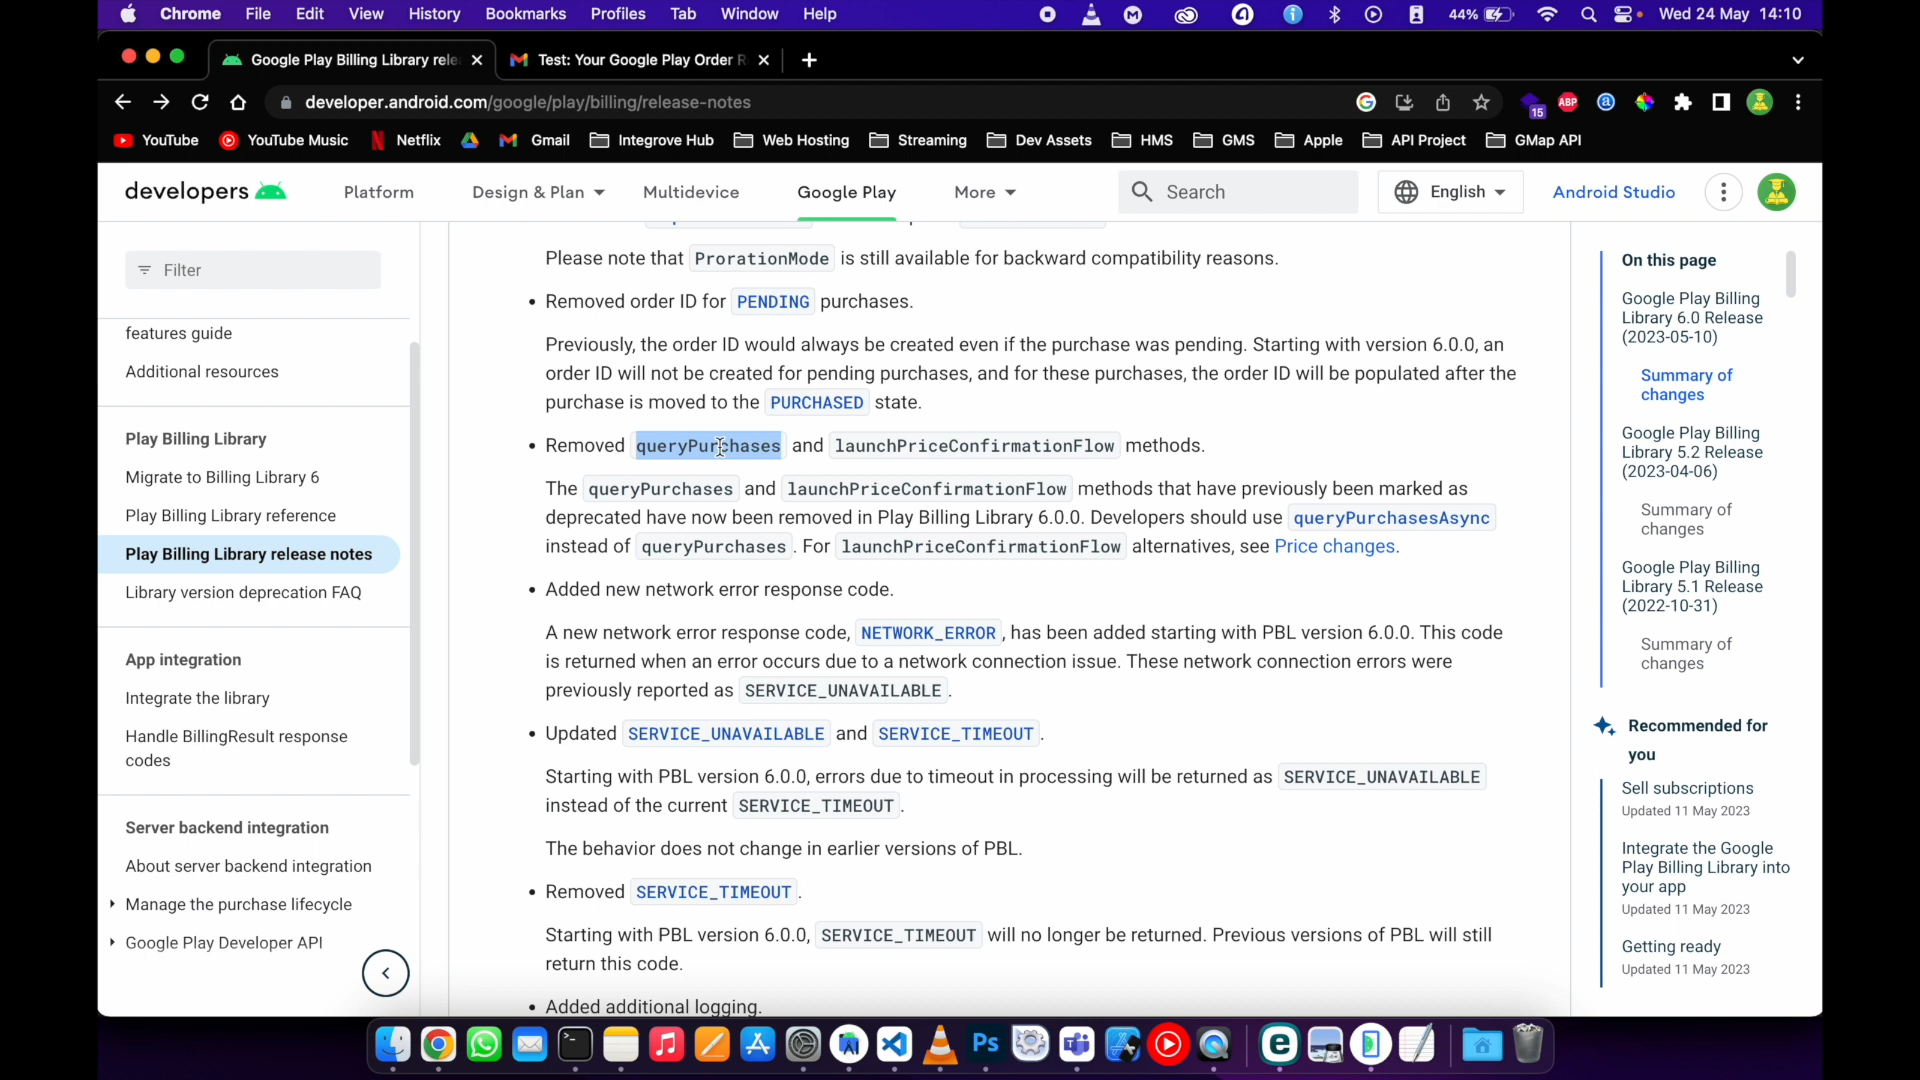 Chrome File Edit View History Bookmarks Profiles Tab Window Help 44% Wed 24 May 14:10
Google Play Billing Library rele Test: Your Google Play Order R
developer.android.com/google/play/billing/release-notes 15 ABP
YouTube YouTube Music Netflix Gmail Integrove Hub Web Hosting Streaming Dev Assets HMS GMS Apple API Project GMap API
developers Platform Design & Plan Multidevice Google Play More Search English Android Studio
Filter
features guide
Additional resources
Play Billing Library
Migrate to Billing Library 6
Play Billing Library reference
Play Billing Library release notes
Library version deprecation FAQ
App integration
Integrate the library
Handle BillingResult response
codes
Server backend integration
About server backend integration
Manage the purchase lifecycle
Google Play Developer API
Please note that ProrationMode is still available for backward compatibility reasons.
• Removed order ID for PENDING purchases.
Previously, the order ID would always be created even if the purchase was pending. Starting with version 6.0.0, an
order ID will not be created for pending purchases, and for these purchases, the order ID will be populated after the
purchase is moved to the PURCHASED state.
• Removed queryPurchases and launchPriceConfirmationFlow methods.
The queryPurchases and launchPriceConfirmationFlow methods that have previously been marked as
deprecated have now been removed in Play Billing Library 6.0.0. Developers should use queryPurchasesAsync
instead of queryPurchases. For launchPriceConfirmationFlow alternatives, see Price changes.
• Added new network error response code.
A new network error response code, NETWORK_ERROR, has been added starting with PBL version 6.0.0. This code
is returned when an error occurs due to a network connection issue. These network connection errors were
previously reported as SERVICE_UNAVAILABLE.
• Updated SERVICE_UNAVAILABLE and SERVICE_TIMEOUT.
Starting with PBL version 6.0.0, errors due to timeout in processing will be returned as SERVICE_UNAVAILABLE
instead of the current SERVICE_TIMEOUT.
The behavior does not change in earlier versions of PBL.
• Removed SERVICE_TIMEOUT.
Starting with PBL version 6.0.0, SERVICE_TIMEOUT will no longer be returned. Previous versions of PBL will still
return this code.
• Added additional logging.
On this page
Google Play Billing
Library 6.0 Release
(2023-05-10)
Summary of
changes
Google Play Billing
Library 5.2 Release
(2023-04-06)
Summary of
changes
Google Play Billing
Library 5.1 Release
(2022-10-31)
Summary of
changes
Recommended for
you
Sell subscriptions
Updated 11 May 2023
Integrate the Google
Play Billing Library into
your app
Updated 11 May 2023
Getting ready
Updated 11 May 2023
Ps